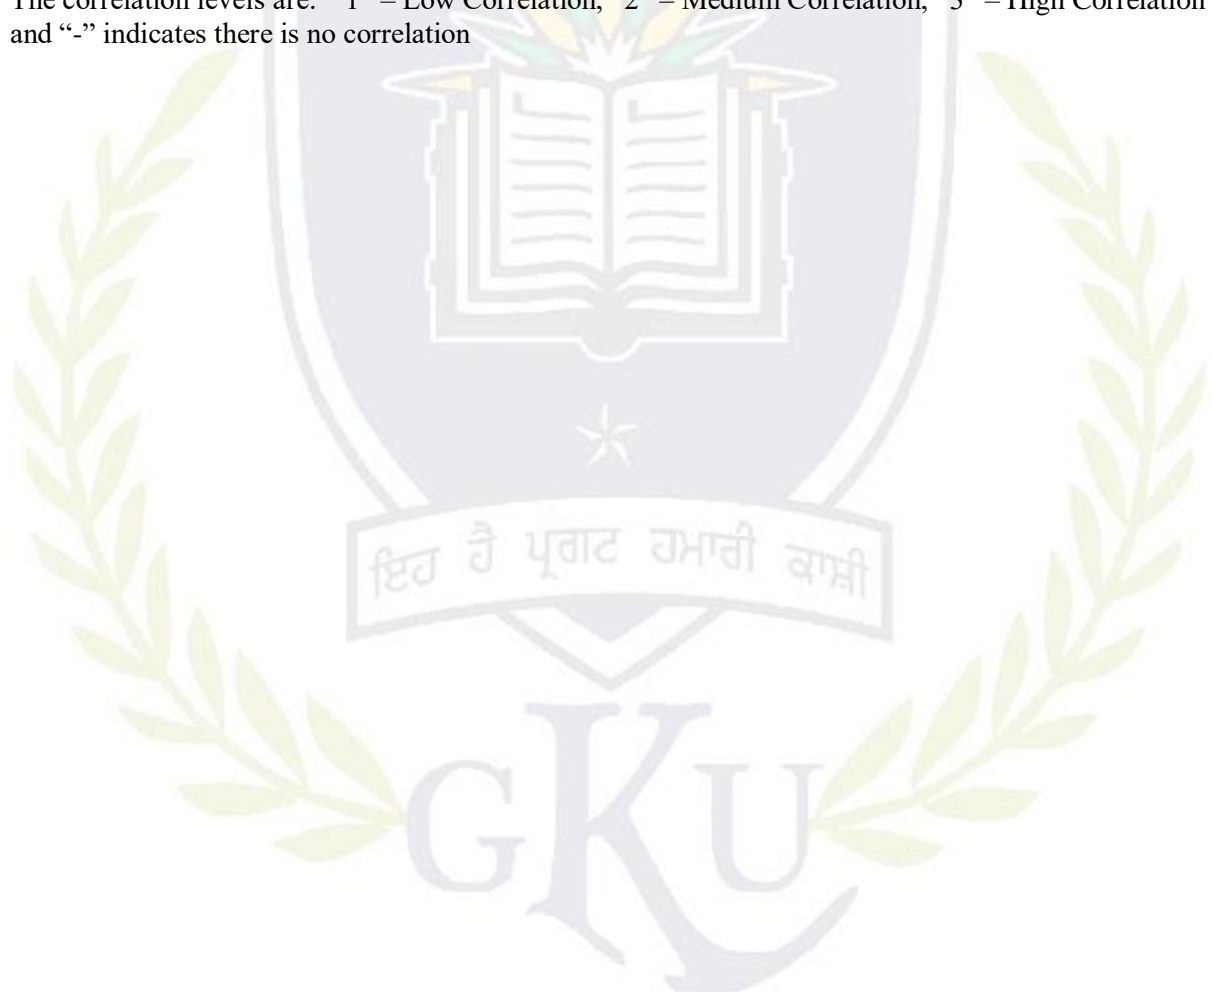 The correlation levels are: “1” – Low Correlation, “2” – Medium Correlation, “3” – High Correlation
and “-” indicates there is no correlation
ਇਹ ਹੈ ਪ੍ਰਗਟ ਹਮਾਰੀ ਕਾਸ਼ੀ
GKU